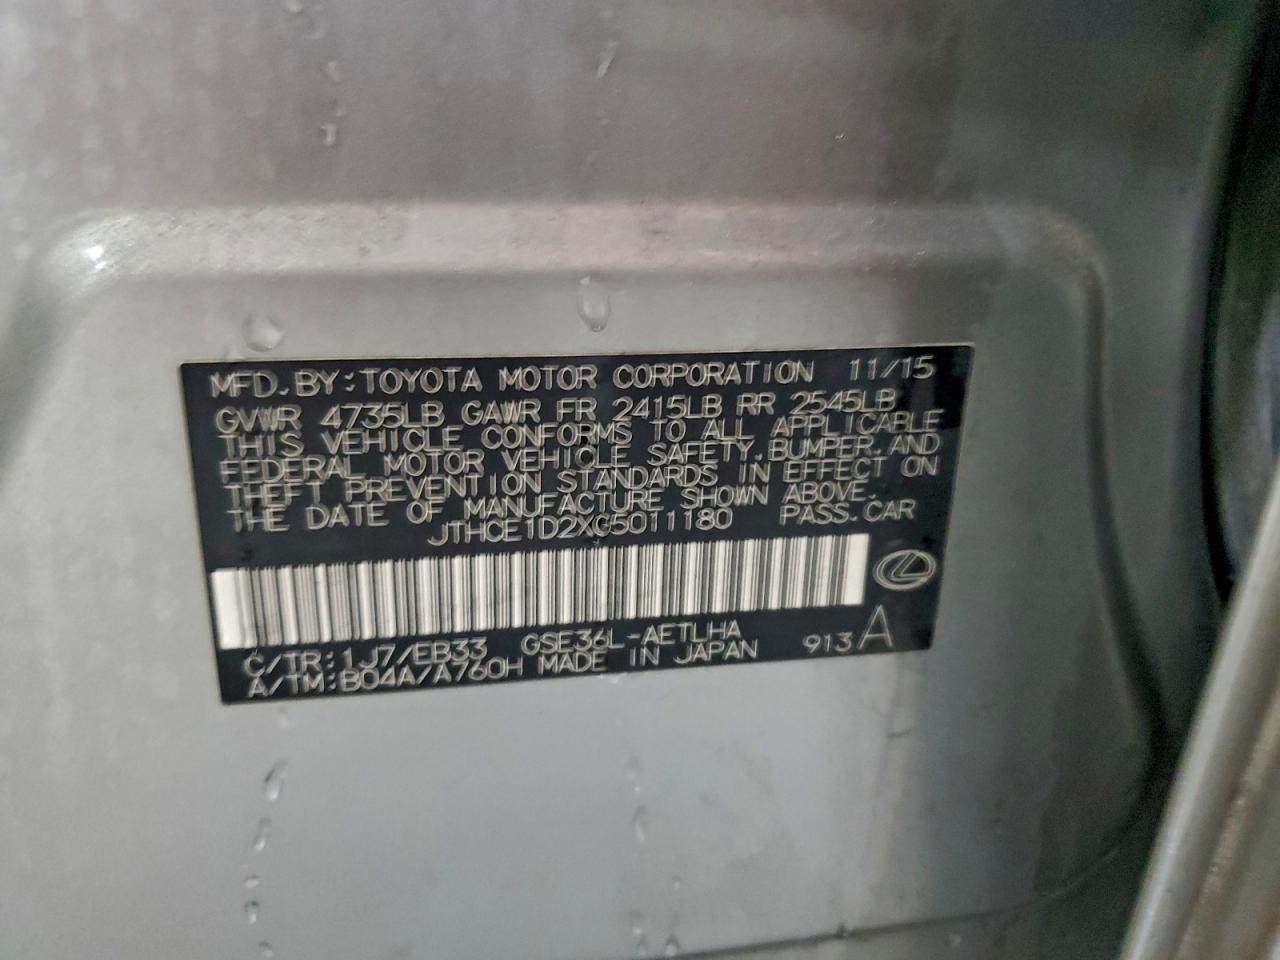 MFD. BY: TOYOTA MOTOR CORPORATION 11/15
GVWR 4735LB GAWR FR 2415LB RR 2545LB
THIS VEHICLE CONFORMS TO ALL APPLICABLE
FEDERAL MOTOR VEHICLE SAFETY, BUMPER, AND
THEFT PREVENTION STANDARDS IN EFFECT ON
THE DATE OF MANUFACTURE SHOWN ABOVE.
JTHCE1D2XG5011180 PASS. CAR
C/TR: 1J7/EB33 GSE36L-AETLHA
A/TM: B04A/A760H MADE IN JAPAN 913 A